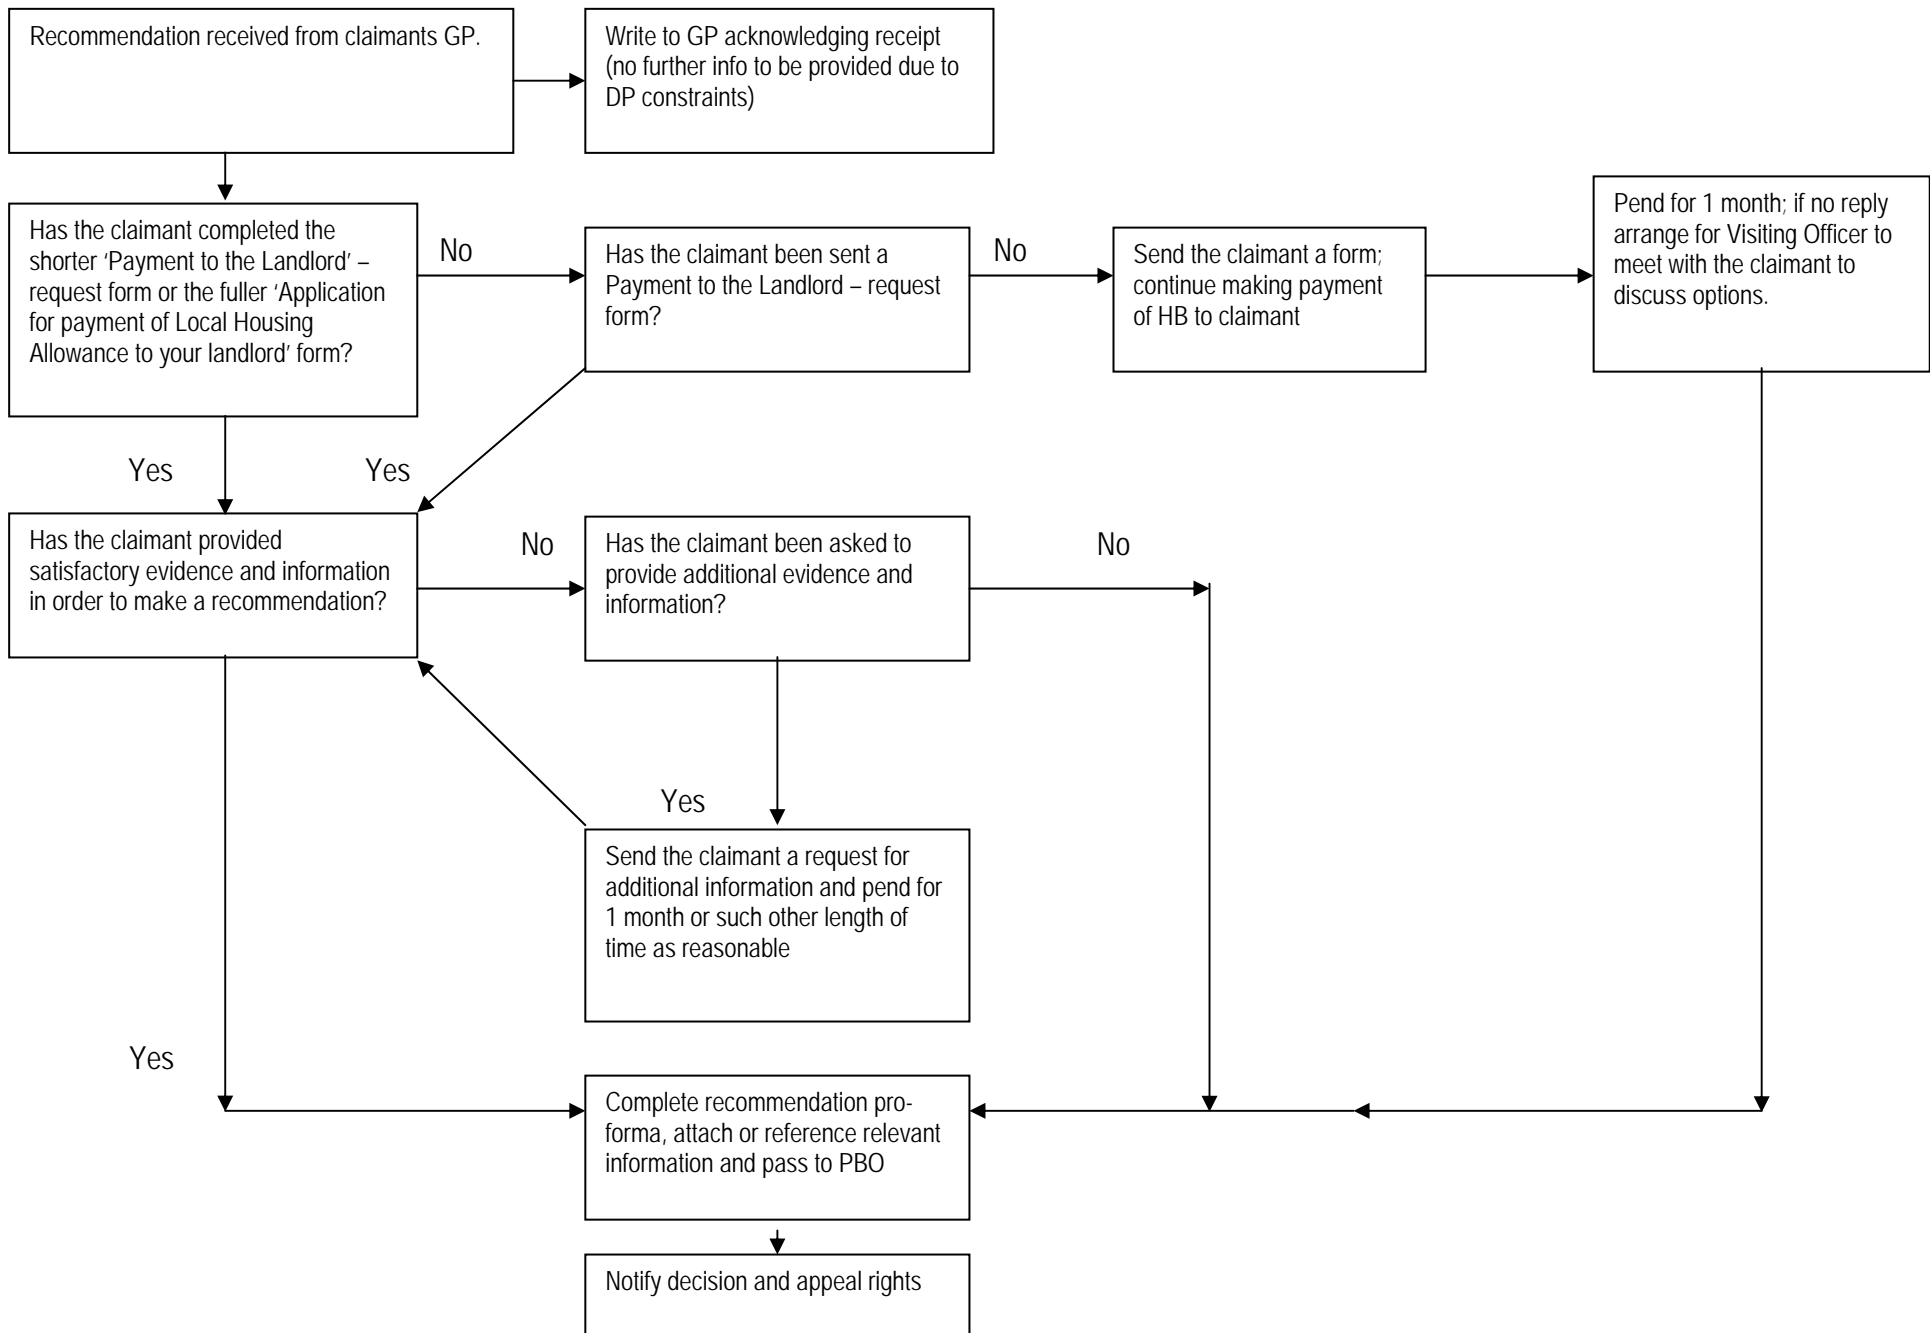 Recommendation received from claimants GP.
Write to GP acknowledging receipt
(no further info to be provided due to
DP constraints)
Has the claimant completed the
shorter ‘Payment to the Landlord’ –
request form or the fuller ‘Application
for payment of Local Housing
Allowance to your landlord’ form?
No
Has the claimant been sent a
Payment to the Landlord – request
form?
No
Send the claimant a form;
continue making payment
of HB to claimant
Pend for 1 month; if no reply
arrange for Visiting Officer to
meet with the claimant to
discuss options.
Yes
Yes
Has the claimant provided
satisfactory evidence and information
in order to make a recommendation?
No
Has the claimant been asked to
provide additional evidence and
information?
No
Yes
Send the claimant a request for
additional information and pend for
1 month or such other length of
time as reasonable
Yes
Complete recommendation pro-
forma, attach or reference relevant
information and pass to PBO
Notify decision and appeal rights